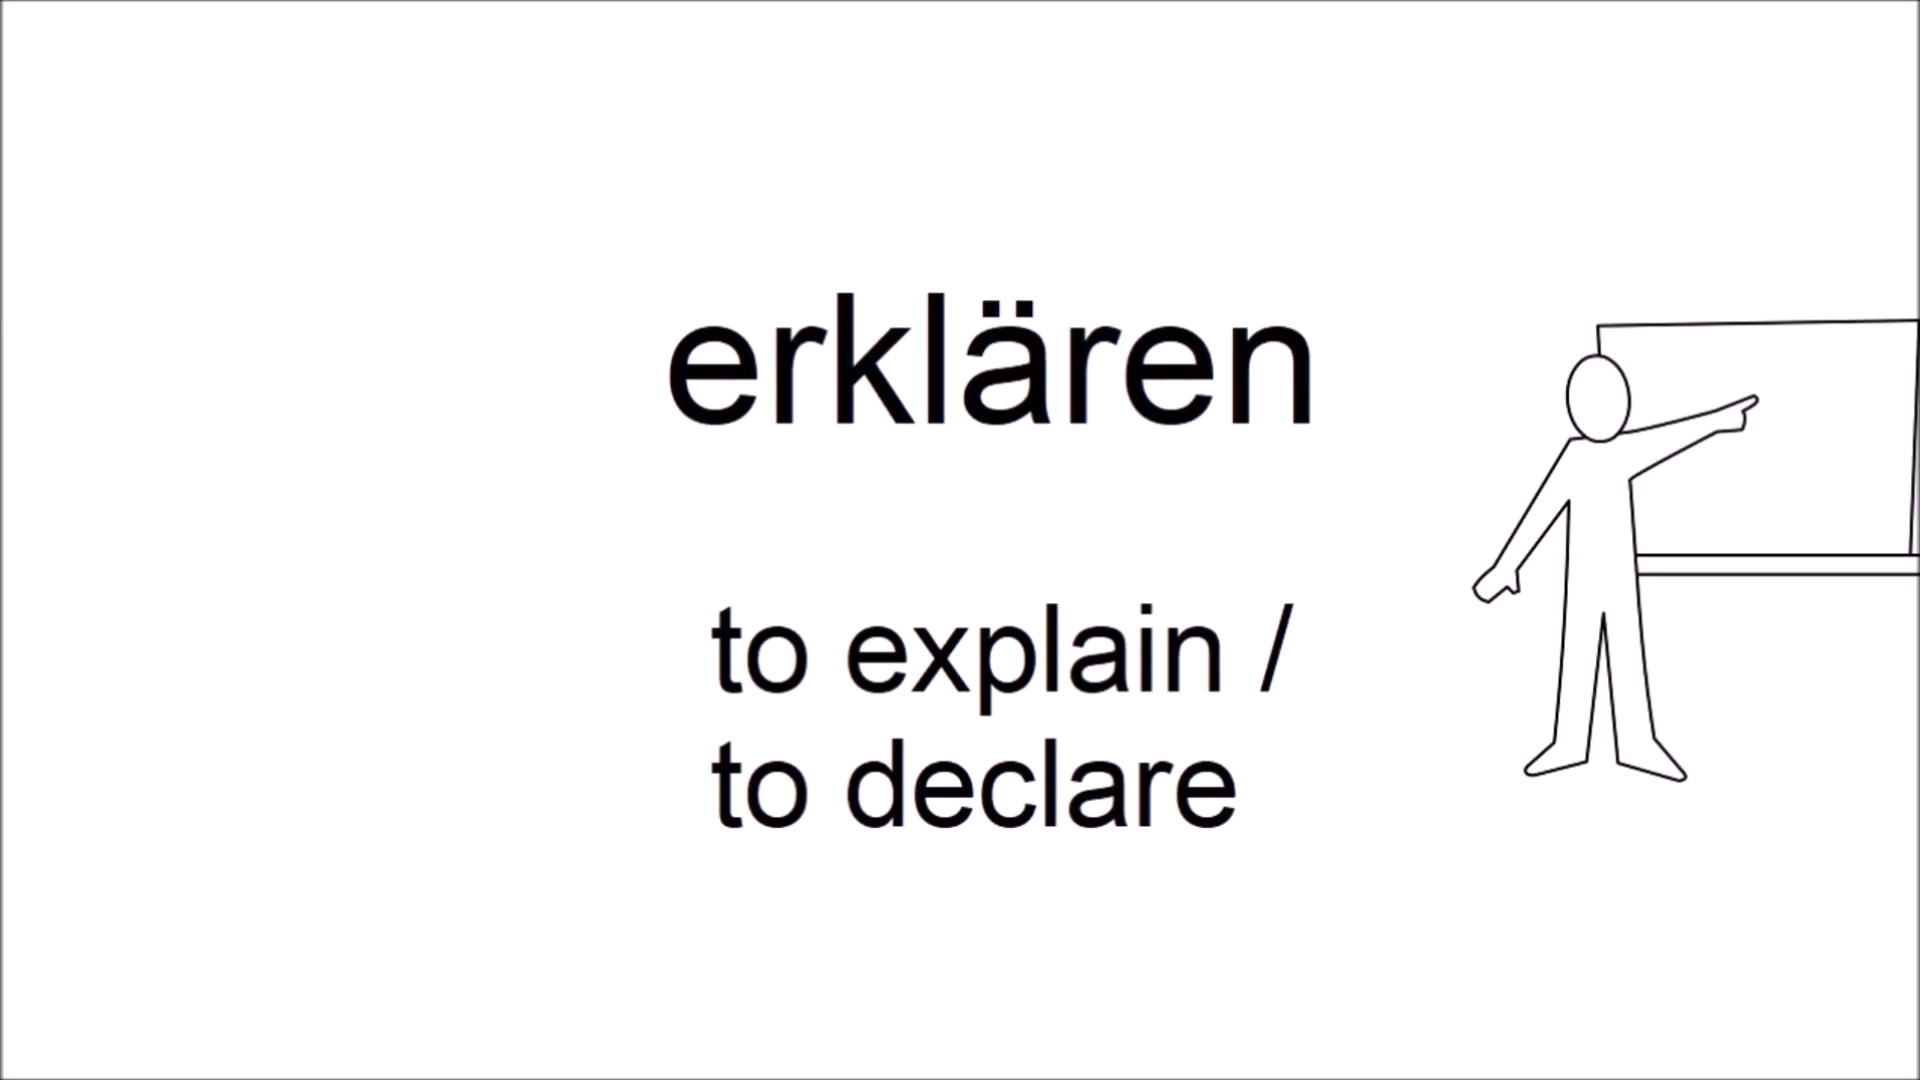 erklären
to explain /
to declare